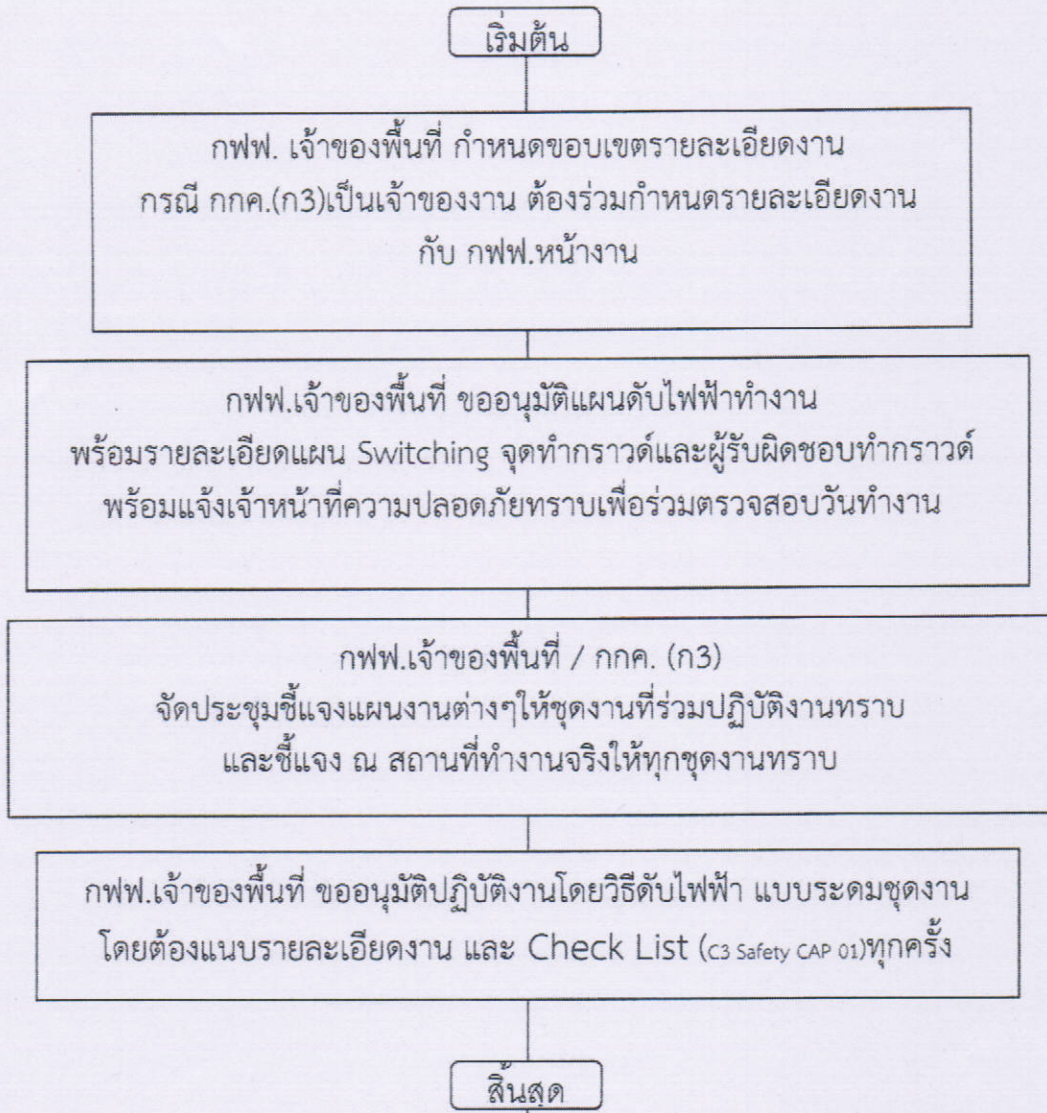 เริ่มต้น
กฟฟ. เจ้าของพื้นที่ กำหนดขอบเขตรายละเอียดงาน
กรณี กกค.(ก3)เป็นเจ้าของงาน ต้องร่วมกำหนดรายละเอียดงาน
กับ กฟฟ.หน้างาน
กฟฟ.เจ้าของพื้นที่ ขออนุมัติแผนดับไฟฟ้าทำงาน
พร้อมรายละเอียดแผน Switching จุดทำกราวด์และผู้รับผิดชอบทำกราวด์
พร้อมแจ้งเจ้าหน้าที่ความปลอดภัยทราบเพื่อร่วมตรวจสอบวันทำงาน
กฟฟ.เจ้าของพื้นที่ / กกค. (ก3)
จัดประชุมชี้แจงแผนงานต่างๆให้ชุดงานที่ร่วมปฏิบัติงานทราบ
และชี้แจง ณ สถานที่ทำงานจริงให้ทุกชุดงานทราบ
กฟฟ.เจ้าของพื้นที่ ขออนุมัติปฏิบัติงานโดยวิธีดับไฟฟ้า แบบระดมชุดงาน
โดยต้องแนบรายละเอียดงาน และ Check List (C3 Safety CAP 01)ทุกครั้ง
สิ้นสุด